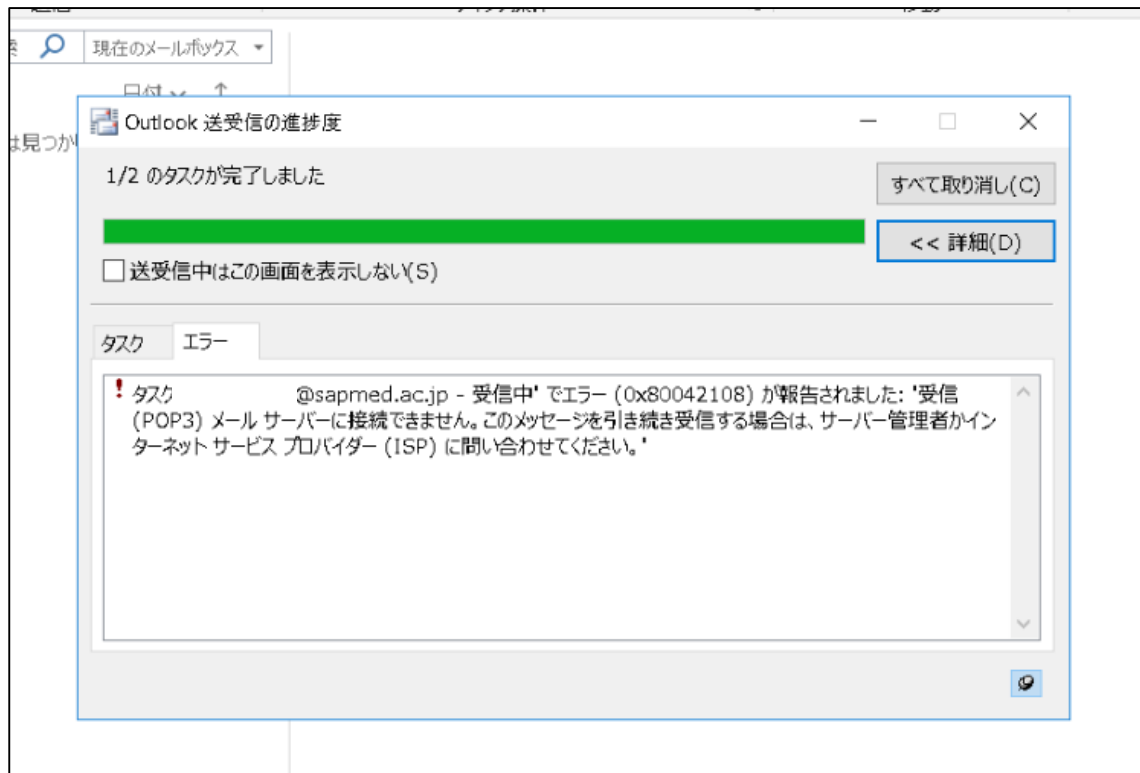 現在のメールボックス
日付
は見つか
Outlook 送受信の進捗度
1/2 のタスクが完了しました
すべて取り消し(C)
<< 詳細(D)
送受信中はこの画面を表示しない(S)
タスク エラー
タスク @sapmed.ac.jp - 受信中' でエラー (0x80042108) が報告されました: '受信
(POP3) メール サーバーに接続できません。このメッセージを引き続き受信する場合は、サーバー管理者かイン
ターネット サービス プロバイダー (ISP) に問い合わせてください。'